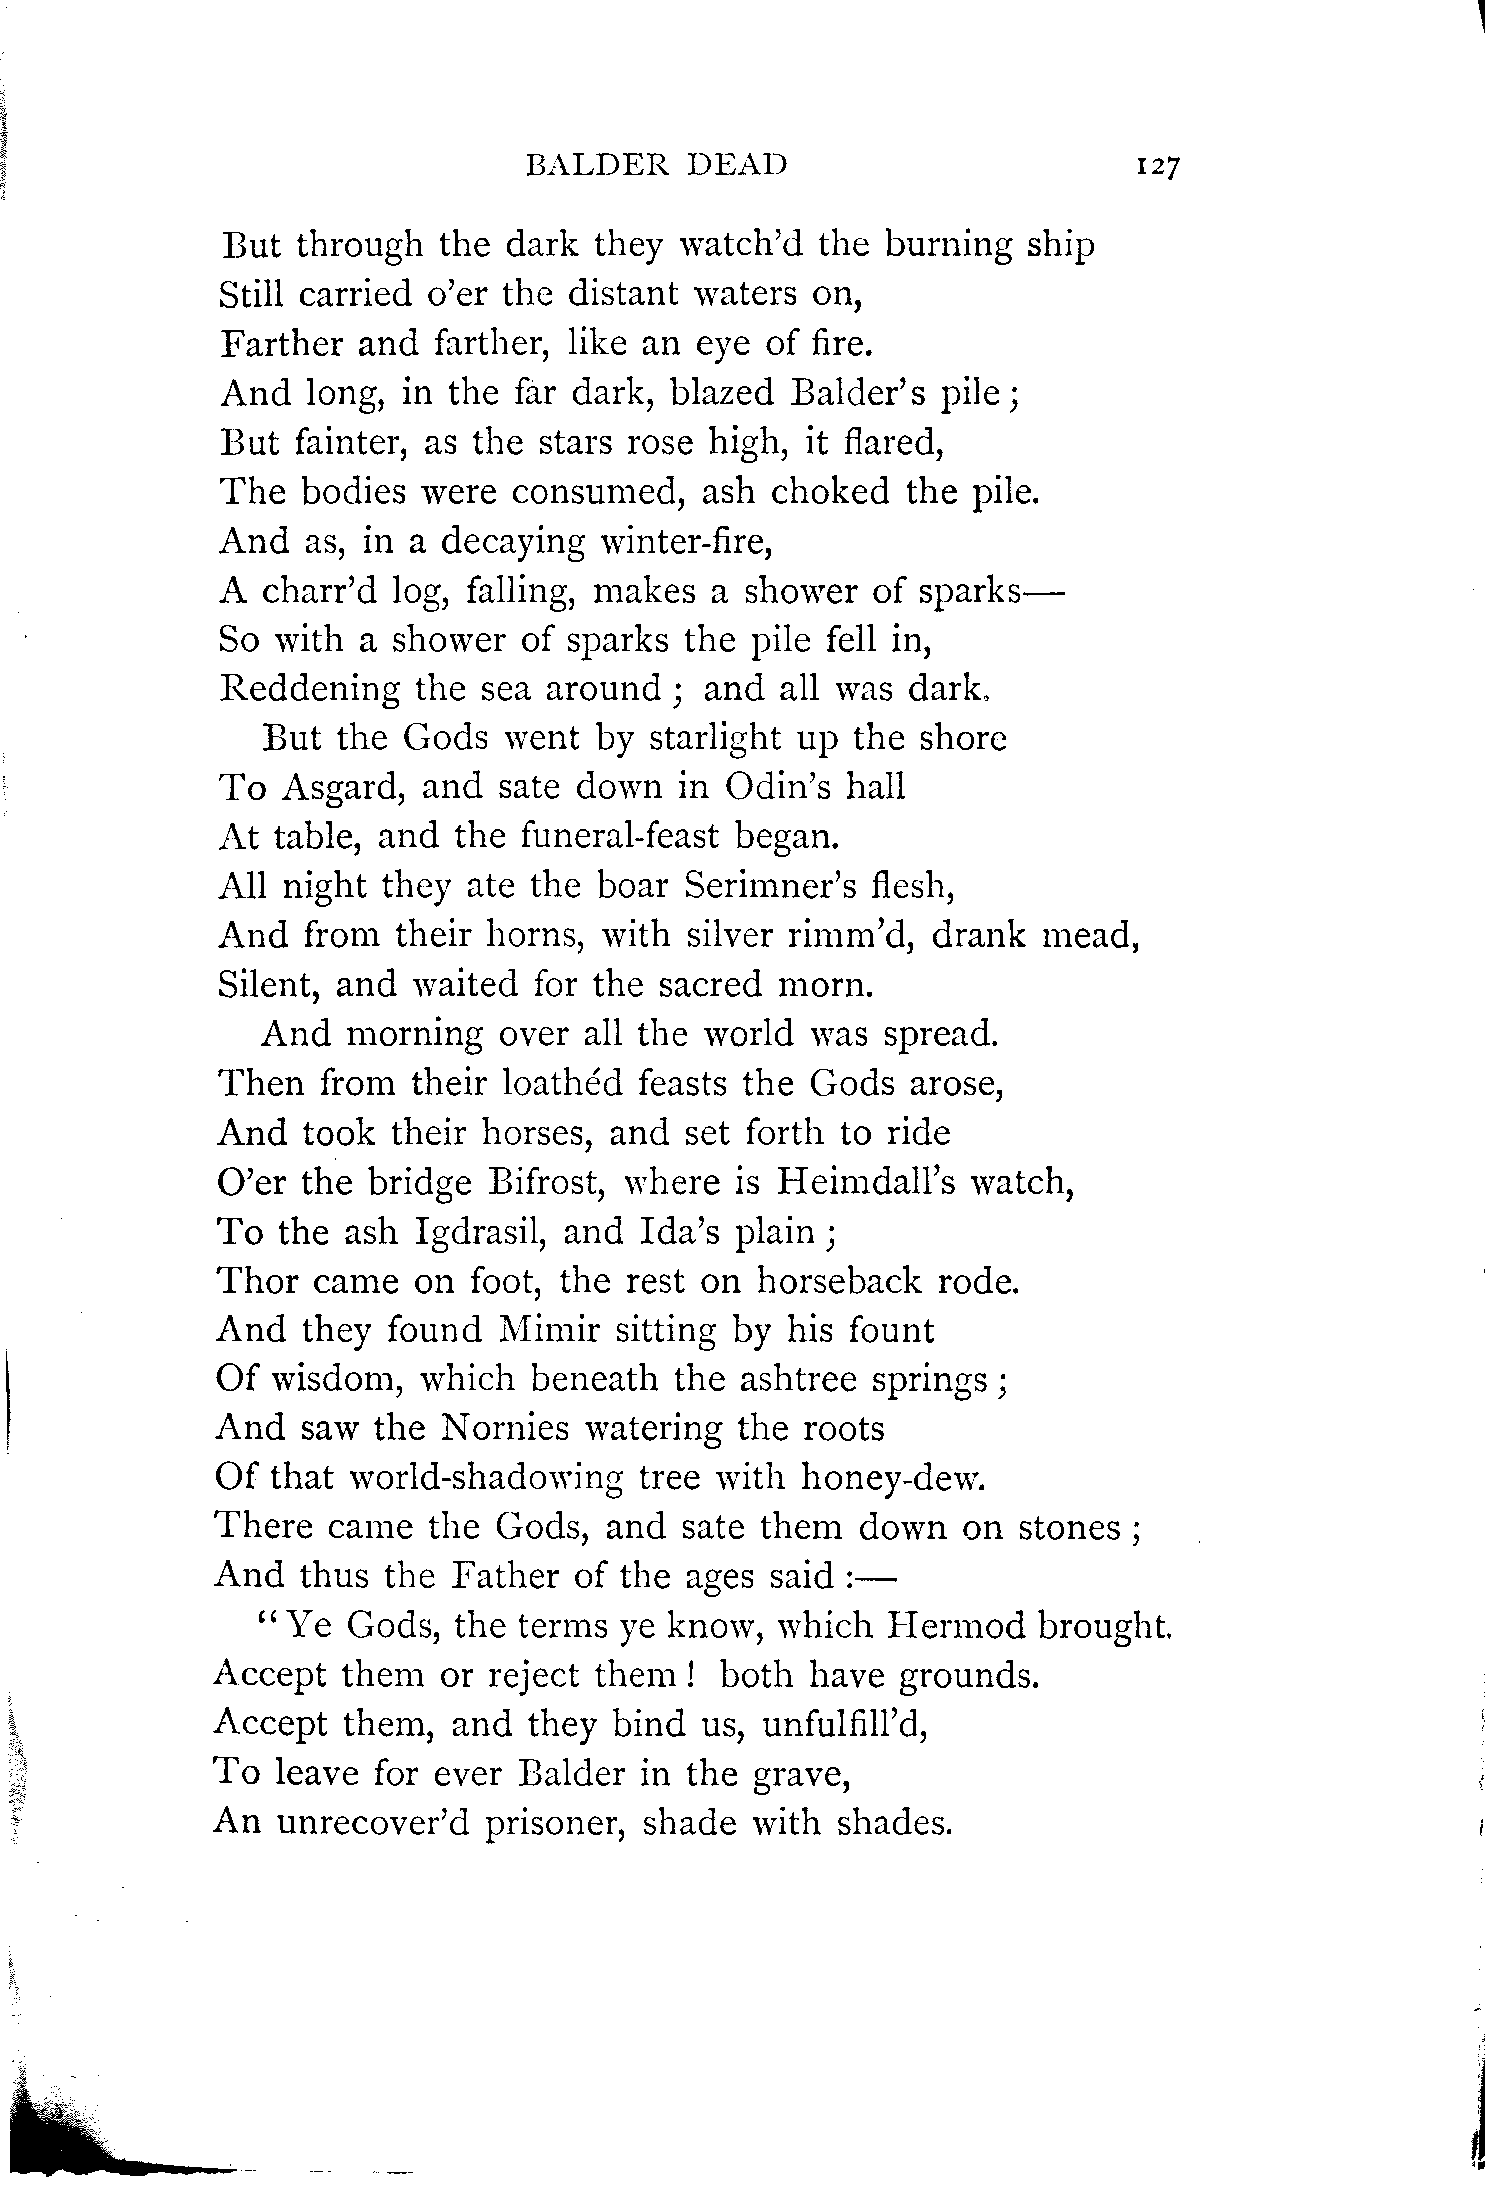 BALDER DEAD 127
But through the dark they watch'd the burning ship
Still carried o'er the distant waters on,
Farther and farther, like an eye of fire.
And long, in the far dark, blazed Balder's pile ;
But fainter, as the stars rose high, it flared,
The bodies were consumed, ash choked the pile.
And as, in a decaying winter-fire,
A charr'd log, falling, makes a shower of sparks—
So with a shower of sparks the pile fell in,
Reddening the sea around ; and all was dark.
But the Gods went by starlight up the shore
To Asgard, and sate down in Odin's hall
At table, and the funeral-feast began.
All night they ate the boar Serimner's flesh,
And from their horns, with silver rimm'd, drank mead,
Silent, and waited for the sacred morn.
And morning over all the world was spread.
Then from their loathéd feasts the Gods arose,
And took their horses, and set forth to ride
O'er the bridge Bifrost, where is Heimdall's watch,
To the ash Igdrasil, and Ida's plain ;
Thor came on foot, the rest on horseback rode.
And they found Mimir sitting by his fount
Of wisdom, which beneath the ashtree springs ;
And saw the Nornies watering the roots
Of that world-shadowing tree with honey-dew.
There came the Gods, and sate them down on stones ;
And thus the Father of the ages said :—
“ Ye Gods, the terms ye know, which Hermod brought.
Accept them or reject them ! both have grounds.
Accept them, and they bind us, unfulfill'd,
To leave for ever Balder in the grave,
An unrecover'd prisoner, shade with shades.